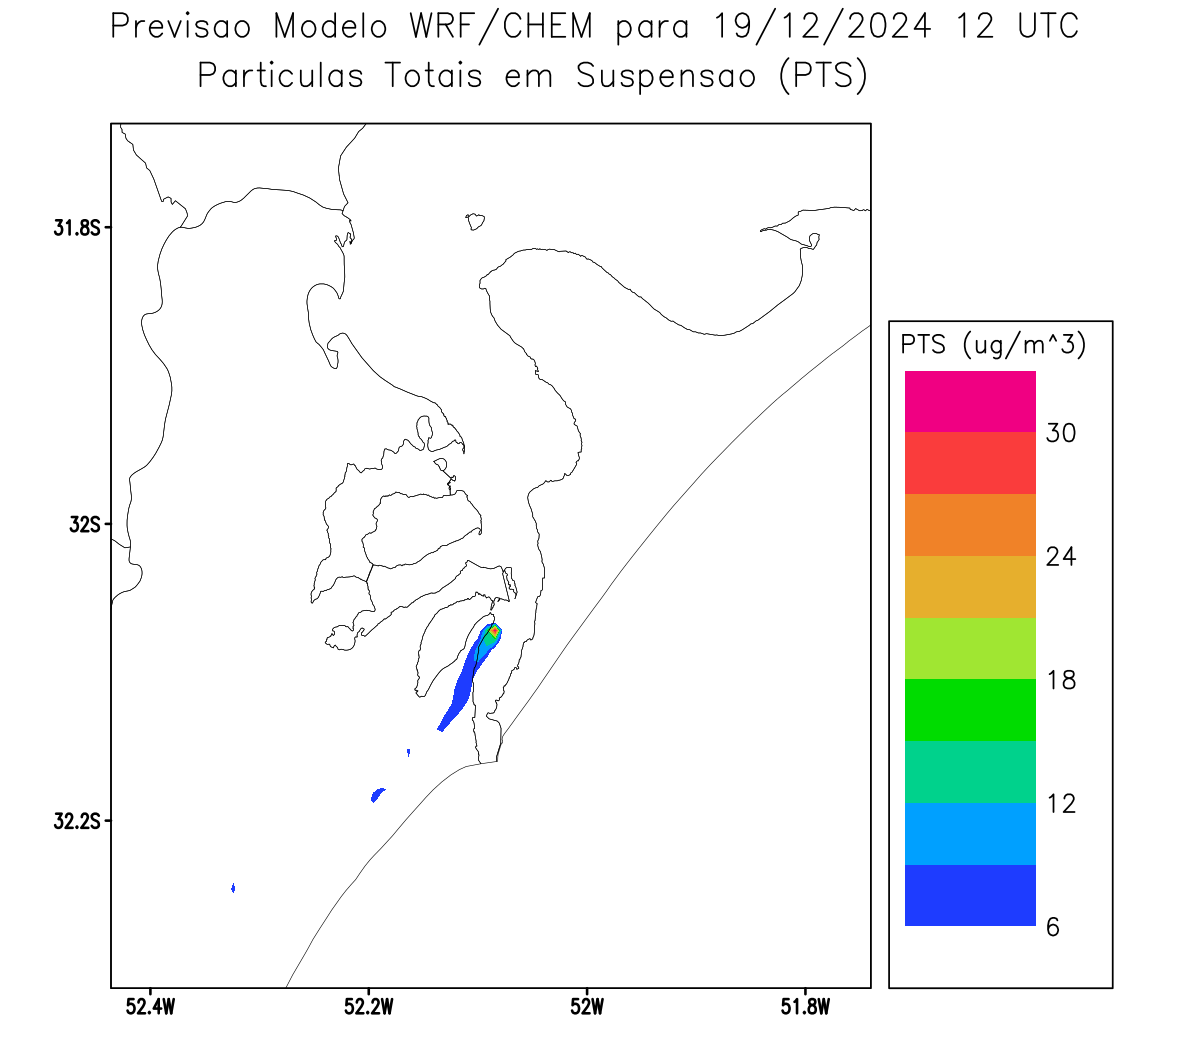 Previsao Modelo WRF/CHEM para 19/12/2024 12 UTC
Particulas Totais em Suspensao (PTS)
31.8S
32S
32.2S
52.4W
52.2W
52W
51.8W
PTS (ug/m^3)
30
24
18
12
6